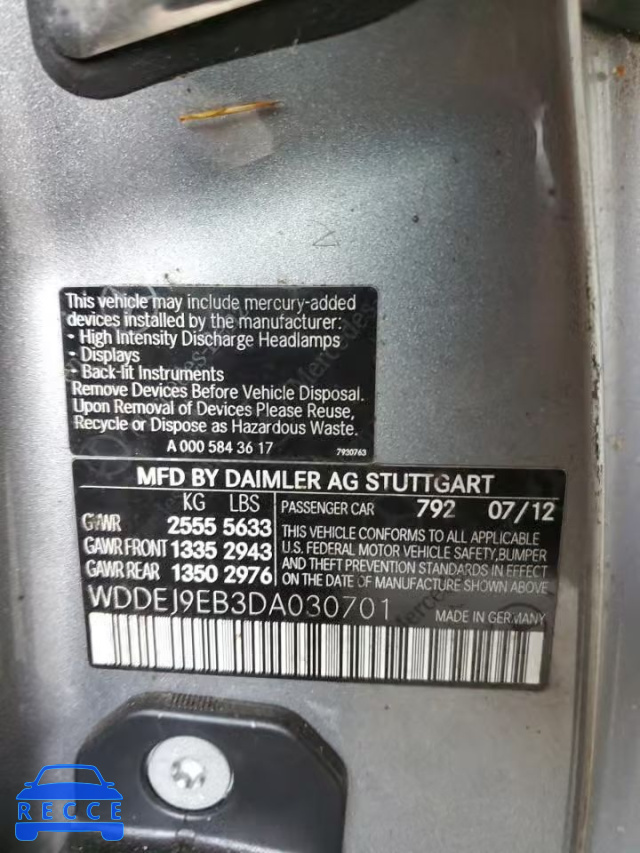 This vehicle may include mercury-added
devices installed by the manufacturer:
- High Intensity Discharge Headlamps
- Displays
- Back-lit Instruments
Remove Devices Before Vehicle Disposal.
Upon Removal of Devices Please Reuse,
Recycle or Dispose as Hazardous Waste.
A 000 584 36 17
7930763
MFD BY DAIMLER AG STUTTGART
KG LBS PASSENGER CAR 792 07/12
GVWR 2555 5633
GAWR FRONT 1335 2943
GAWR REAR 1350 2976
THIS VEHICLE CONFORMS TO ALL APPLICABLE
U.S. FEDERAL MOTOR VEHICLE SAFETY, BUMPER
AND THEFT PREVENTION STANDARDS IN EFFECT
ON THE DATE OF MANUFACTURE SHOWN ABOVE.
WDDEJ9EB3DA030701
MADE IN GERMANY
RECCE